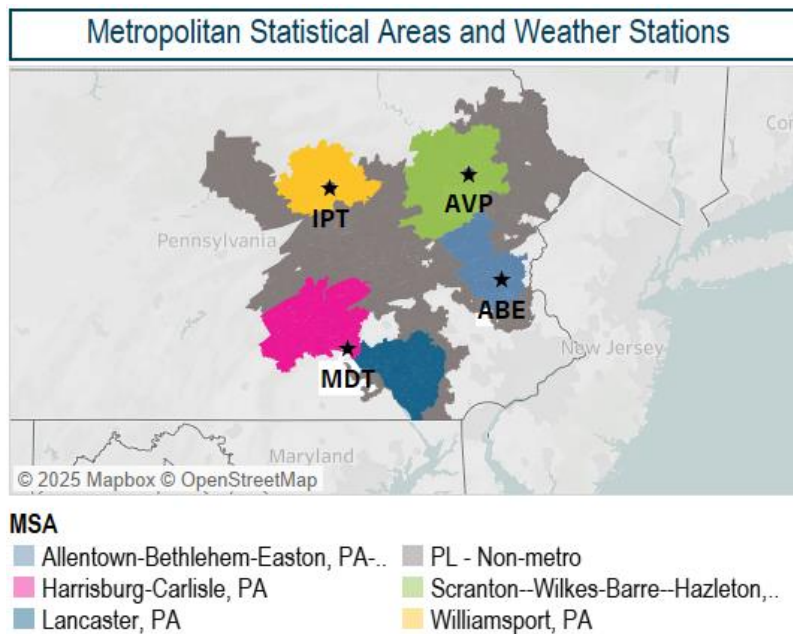 Metropolitan Statistical Areas and Weather Stations
AVP
IPT
Pennsylvania
ABE
New Jersey
MDT
Maryland
© 2025 Mapbox © OpenStreetMap
MSA
Allentown-Bethlehem-Easton, PA-..
PL - Non-metro
Harrisburg-Carlisle, PA
Scranton--Wilkes-Barre--Hazleton,..
Lancaster, PA
Williamsport, PA